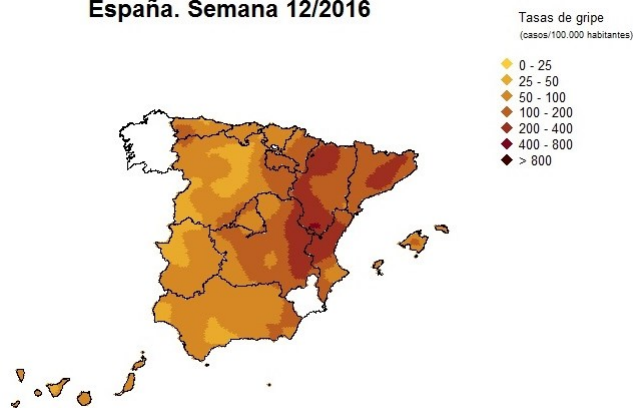 España. Semana 12/2016
Tasas de gripe
(casos/100.000 habitantes)
0 - 25
25 - 50
50 - 100
100 - 200
200 - 400
400 - 800
> 800